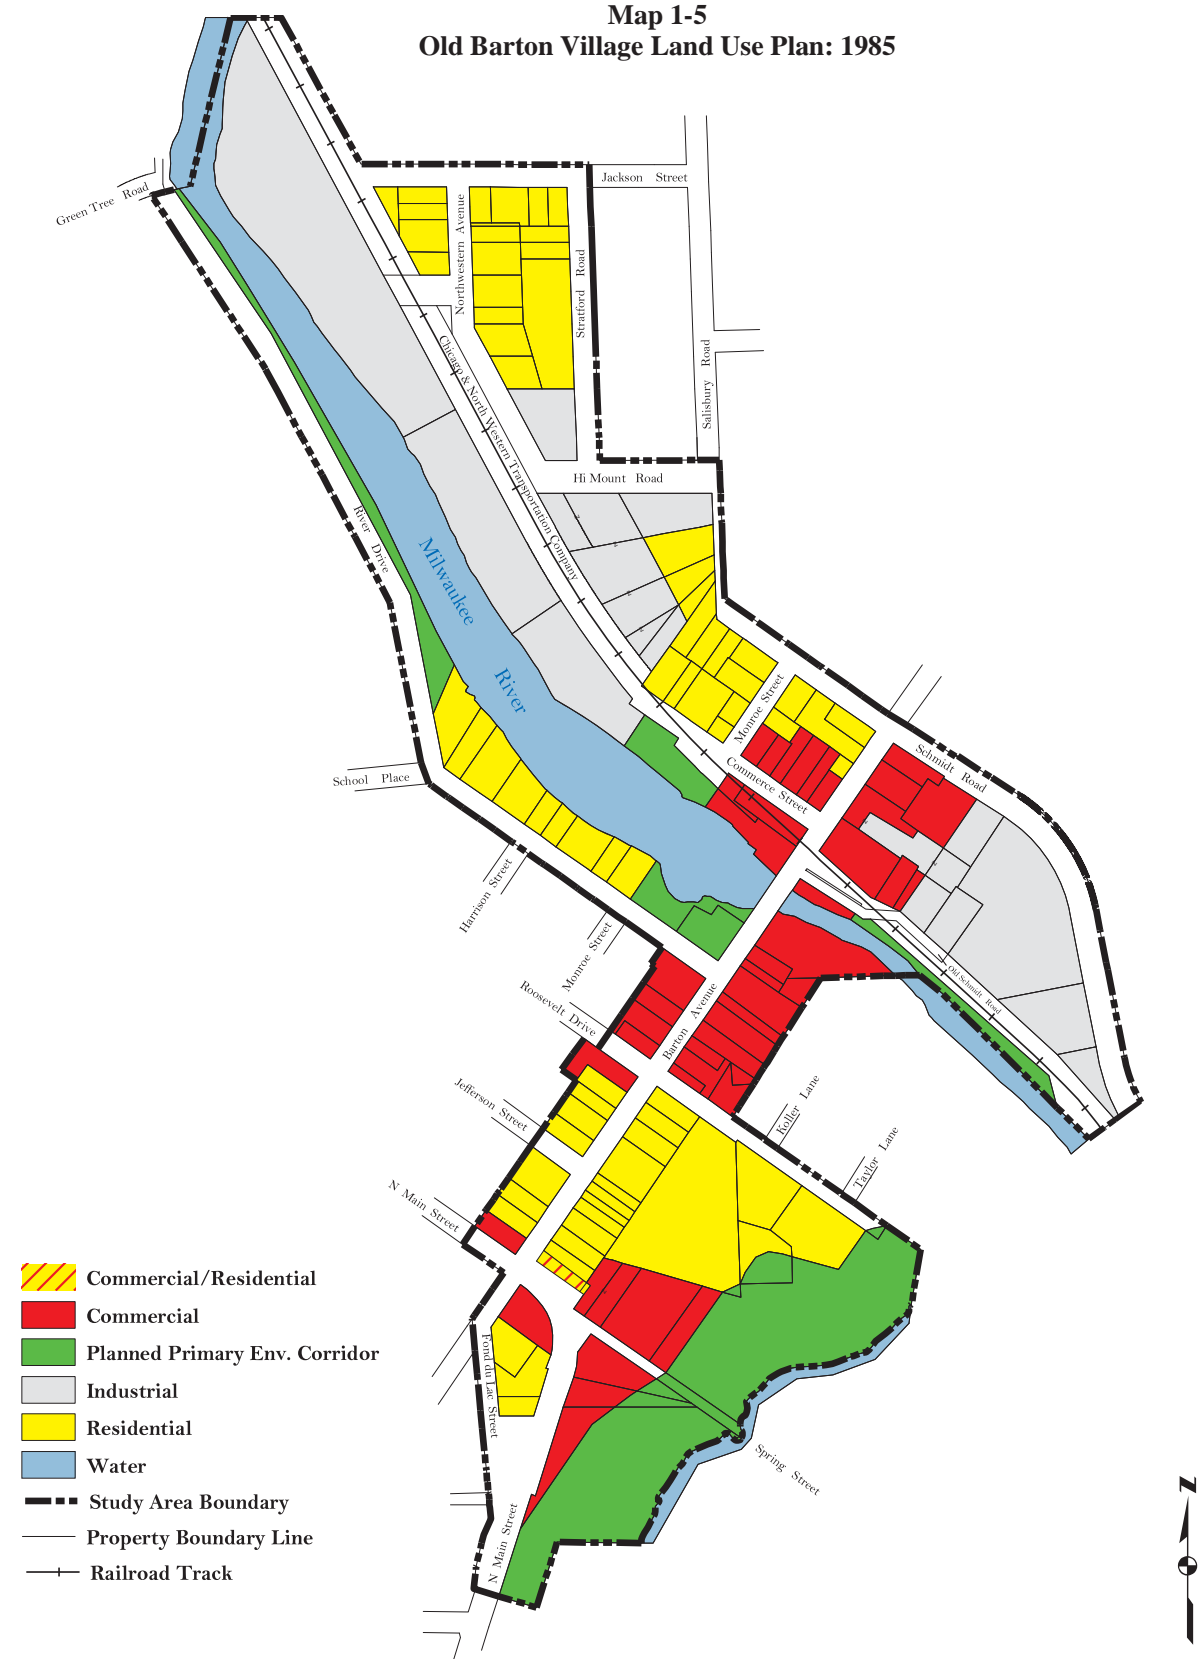 Map 1-5
Old Barton Village Land Use Plan: 1985
Jackson Street
Green Tree Road
Northwestern Avenue
Stratford Road
Salisbury Road
Chicago & North Western Transportation Company
Hi Mount Road
River Drive
Milwaukee
River
Monroe Street
Commerce Street
Schmidt Road
School Place
Harrison Street
Monroe Street
Roosevelt Drive
Barton Avenue
Old Schmidt Road
Jefferson Street
Koller Lane
Taylor Lane
N Main Street
Fond du Lac Street
Spring Street
N Main Street
Commercial/Residential
Commercial
Planned Primary Env. Corridor
Industrial
Residential
Water
Study Area Boundary
Property Boundary Line
Railroad Track
N